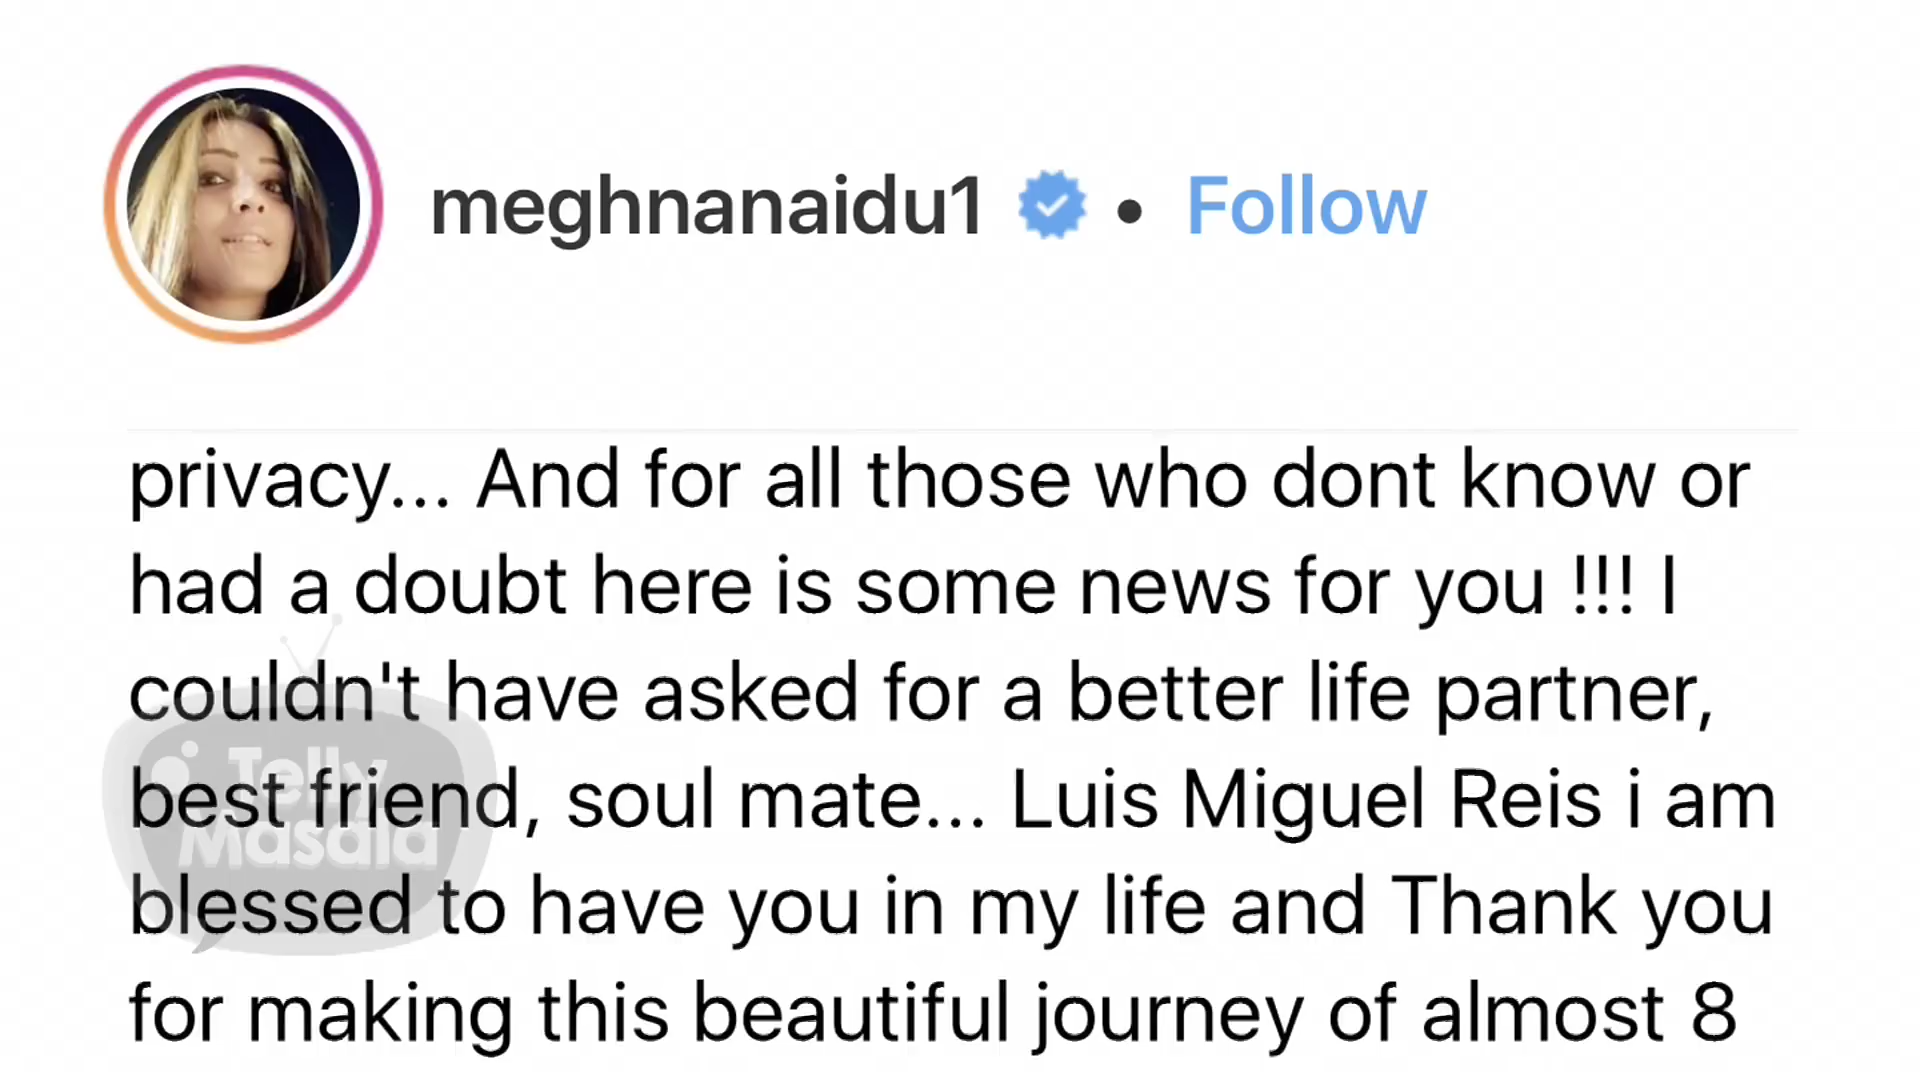 meghnanaidu1 • Follow
privacy... And for all those who dont know or
had a doubt here is some news for you !!! I
couldn't have asked for a better life partner,
best friend, soul mate... Luis Miguel Reis i am
blessed to have you in my life and Thank you
for making this beautiful journey of almost 8
Telly
Masala